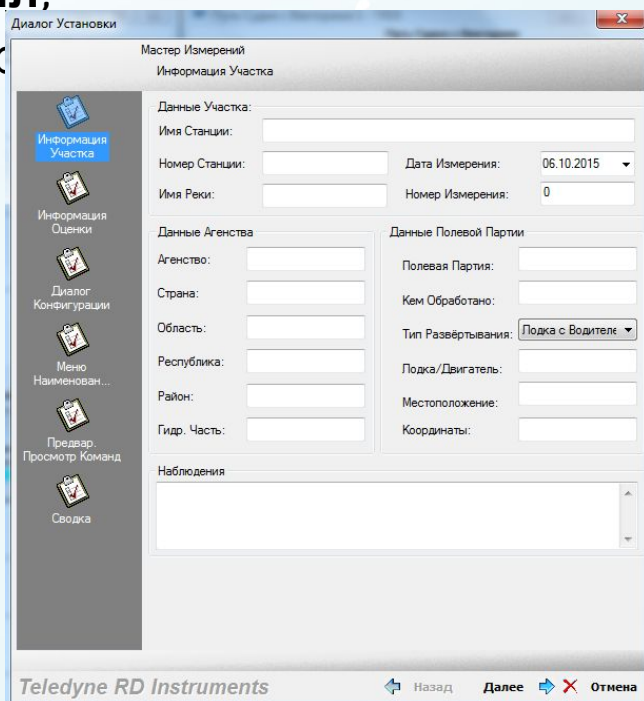 Диалог Установки
Мастер Измерений
Информация Участка
Информация Участка
Информация Оценки
Диалог Конфигурации
Меню Наименован...
Предвар. Просмотр Команд
Сводка
Данные Участка:
Имя Станции:
Номер Станции:
Дата Измерения: 06.10.2015
Имя Реки:
Номер Измерения: 0
Данные Агенства
Агенство:
Страна:
Область:
Республика:
Район:
Гидр. Часть:
Данные Полевой Партии
Полевая Партия:
Кем Обработано:
Тип Развёртывания: Лодка с Водителе
Лодка/Двигатель:
Местоположение:
Координаты:
Наблюдения
Teledyne RD Instruments
Назад Далее Отмена